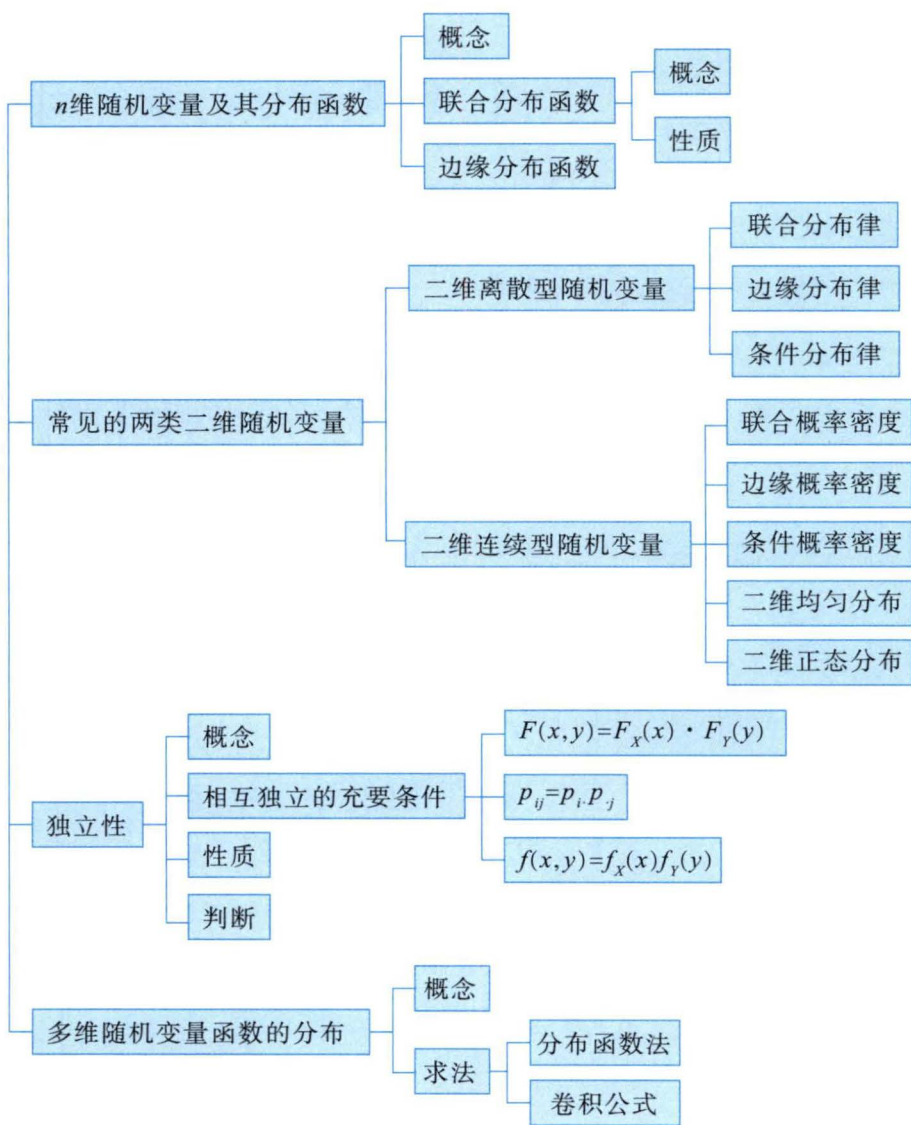 n维随机变量及其分布函数
概念
联合分布函数
概念
性质
边缘分布函数
常见的两类二维随机变量
二维离散型随机变量
联合分布律
边缘分布律
条件分布律
二维连续型随机变量
联合概率密度
边缘概率密度
条件概率密度
二维均匀分布
二维正态分布
独立性
概念
相互独立的充要条件
F(x,y)=F_X(x)·F_Y(y)
p_{ij}=p_{i·}p_{·j}
f(x,y)=f_X(x)f_Y(y)
性质
判断
多维随机变量函数的分布
概念
求法
分布函数法
卷积公式